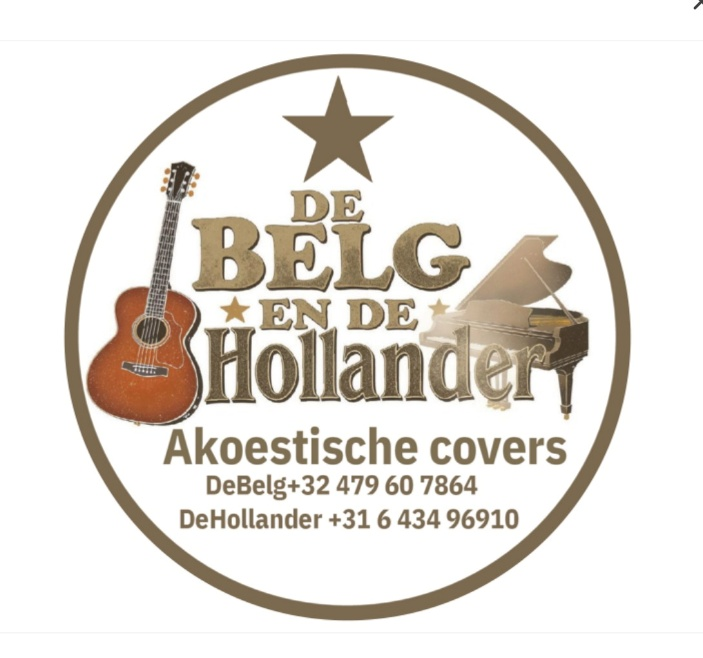 DE
BELG
EN DE
Hollander
Akoestische covers
DeBelg+32 479 60 7864
DeHollander +31 6 434 96910